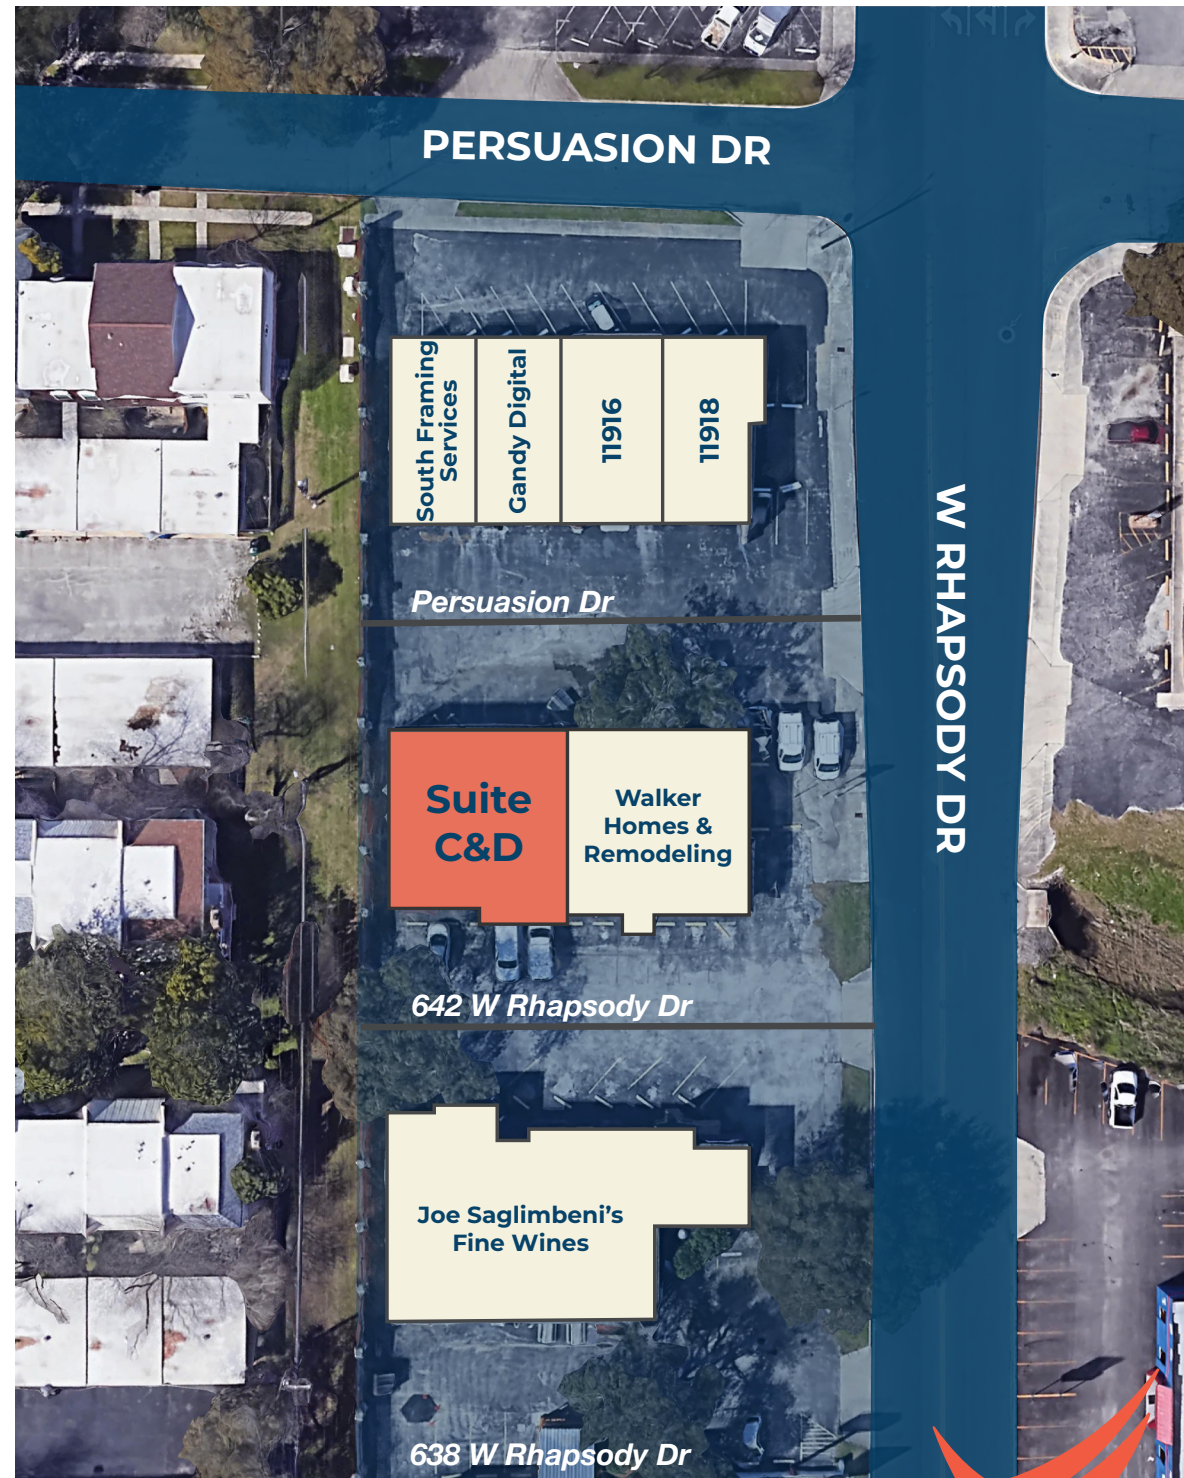 PERSUASION DR
South Framing
Services
Gandy Digital
11916
11918
Persuasion Dr
W RHAPSODY DR
Suite
C&D
Walker
Homes &
Remodeling
642 W Rhapsody Dr
Joe Saglimbeni’s
Fine Wines
638 W Rhapsody Dr